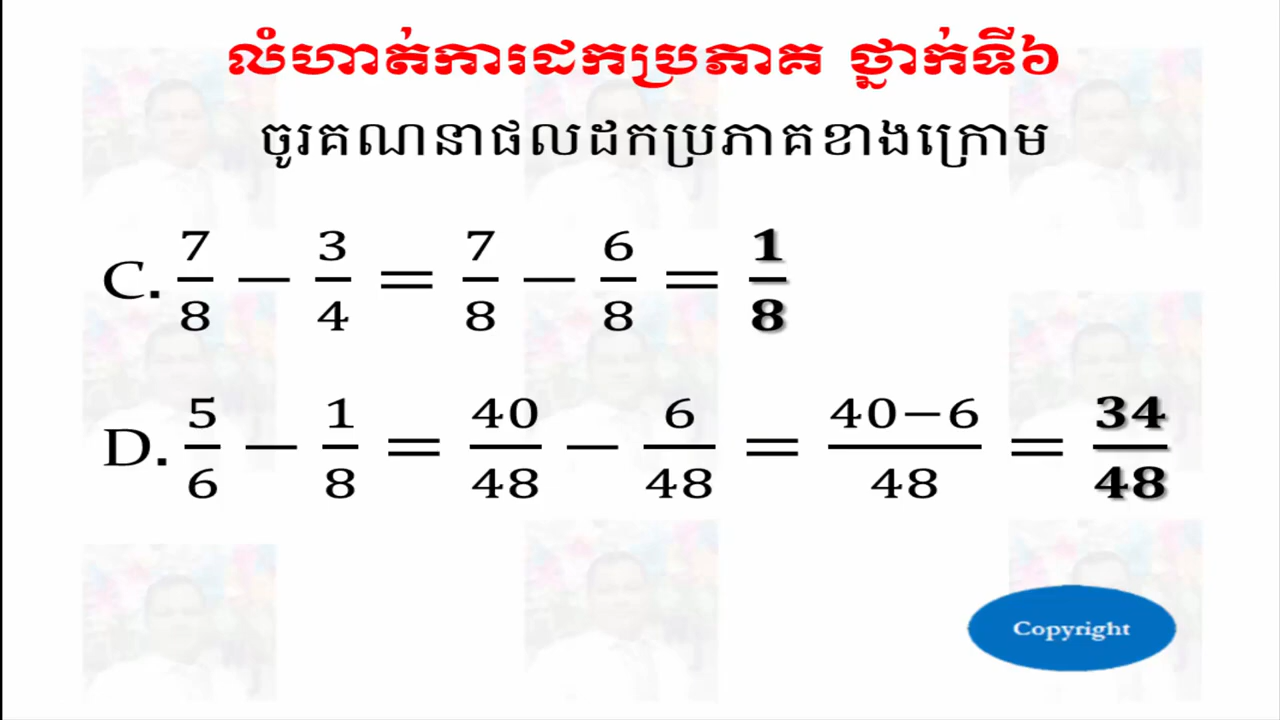 លំហាត់ការដកប្រភាគ ថ្នាក់ទី៦
ចូរគណនាផលដកប្រភាគខាងក្រោម
C. 7/8 − 3/4 = 7/8 − 6/8 = 1/8
D. 5/6 − 1/8 = 40/48 − 6/48 = 40−6/48 = 34/48
Copyright